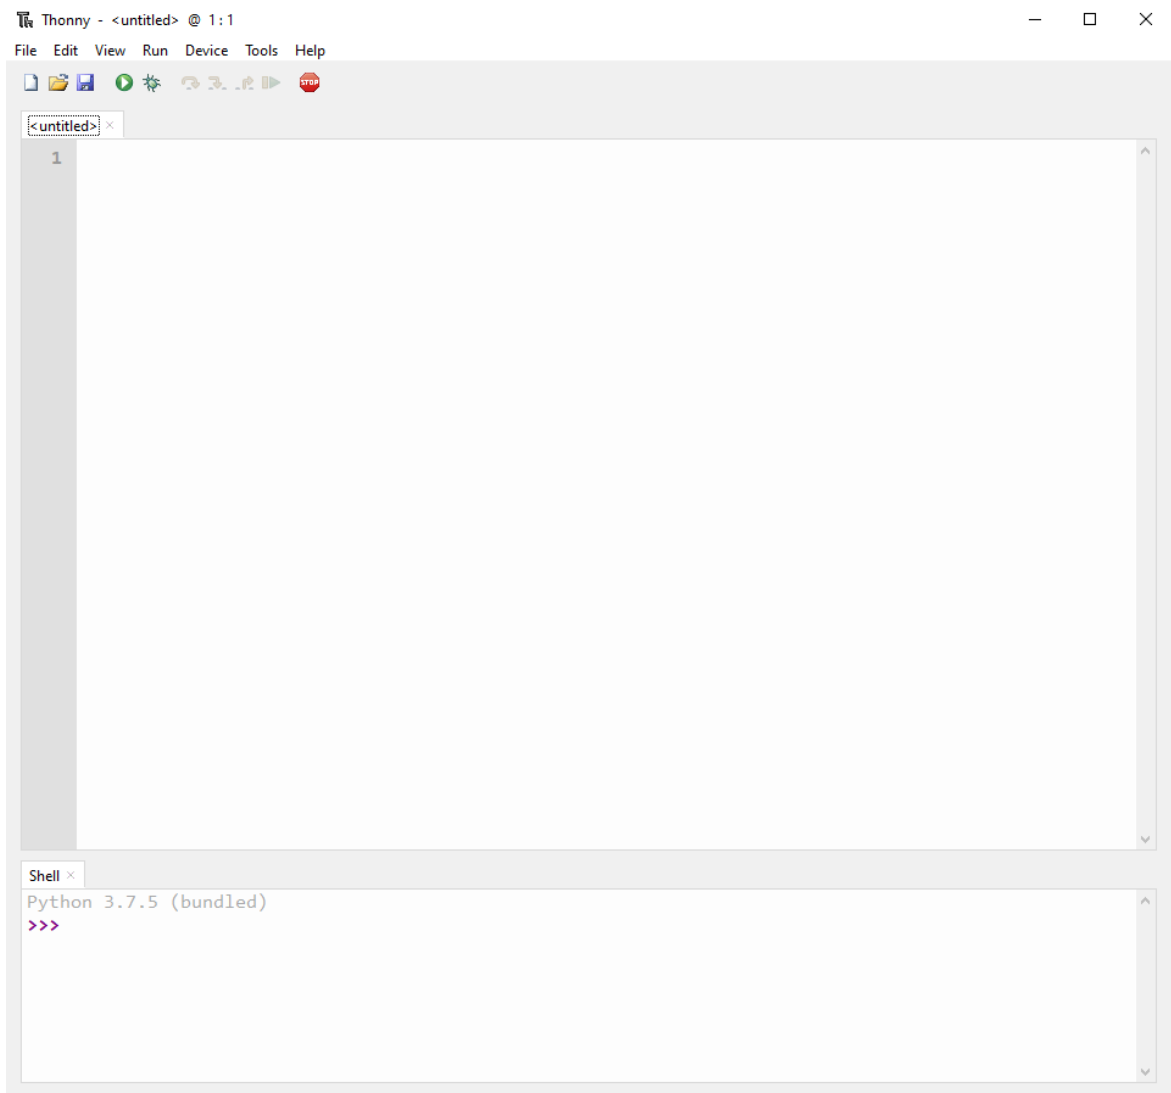 Thonny - <untitled> @ 1:1
File Edit View Run Device Tools Help
STOP
<untitled>
1
Shell
Python 3.7.5 (bundled)
>>>